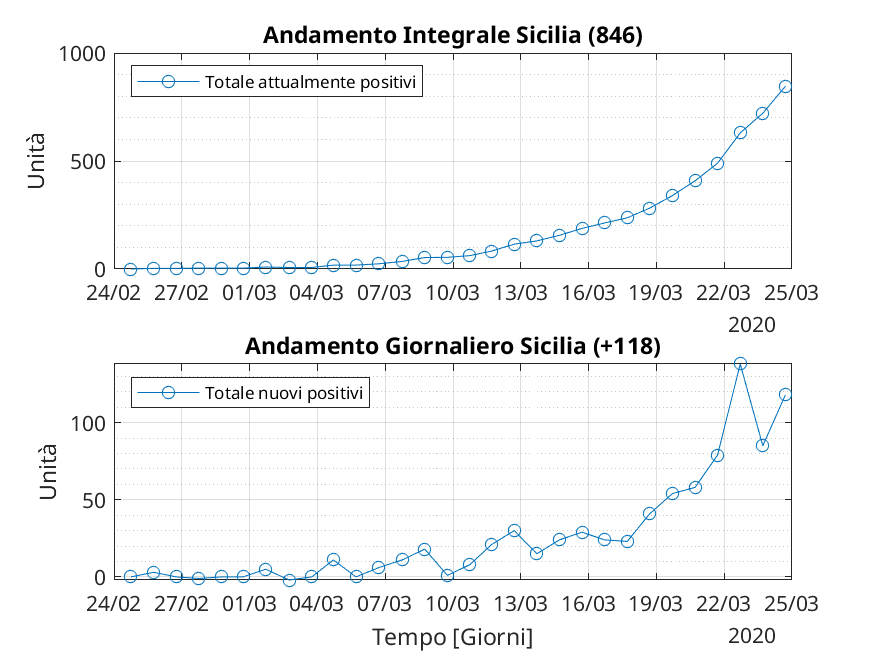 Andamento Integrale Sicilia (846)
1000
Totale attualmente positivi
Unità
500
0
24/02 27/02 01/03 04/03 07/03 10/03 13/03 16/03 19/03 22/03 25/03
2020
Andamento Giornaliero Sicilia (+118)
Totale nuovi positivi
100
Unità
50
0
24/02 27/02 01/03 04/03 07/03 10/03 13/03 16/03 19/03 22/03 25/03
Tempo [Giorni] 2020